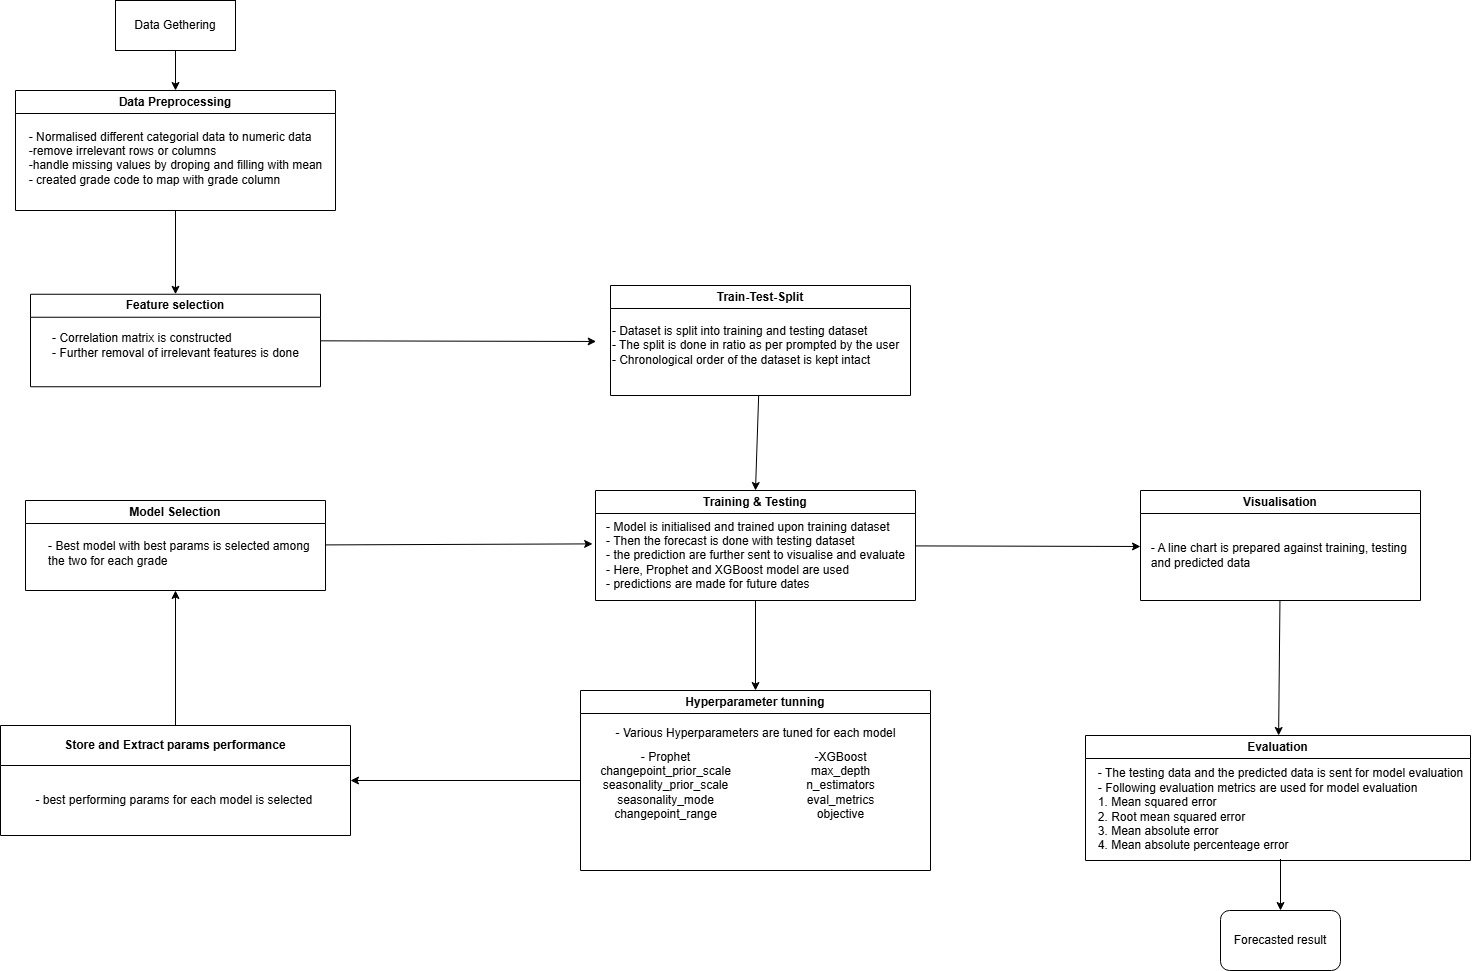 Data Gethering
Data Preprocessing
- Normalised different categorial data to numeric data
-remove irrelevant rows or columns
-handle missing values by droping and filling with mean
- created grade code to map with grade column
Feature selection
- Correlation matrix is constructed
- Further removal of irrelevant features is done
Train-Test-Split
- Dataset is split into training and testing dataset
- The split is done in ratio as per prompted by the user
- Chronological order of the dataset is kept intact
Model Selection
- Best model with best params is selected among
the two for each grade
Training & Testing
- Model is initialised and trained upon training dataset
- Then the forecast is done with testing dataset
- the prediction are further sent to visualise and evaluate
- Here, Prophet and XGBoost model are used
- predictions are made for future dates
Visualisation
- A line chart is prepared against training, testing
and predicted data
Store and Extract params performance
- best performing params for each model is selected
Hyperparameter tunning
- Various Hyperparameters are tuned for each model
- Prophet
changepoint_prior_scale
seasonality_prior_scale
seasonality_mode
changepoint_range
-XGBoost
max_depth
n_estimators
eval_metrics
objective
Evaluation
- The testing data and the predicted data is sent for model evaluation
- Following evaluation metrics are used for model evaluation
1. Mean squared error
2. Root mean squared error
3. Mean absolute error
4. Mean absolute percenteage error
Forecasted result